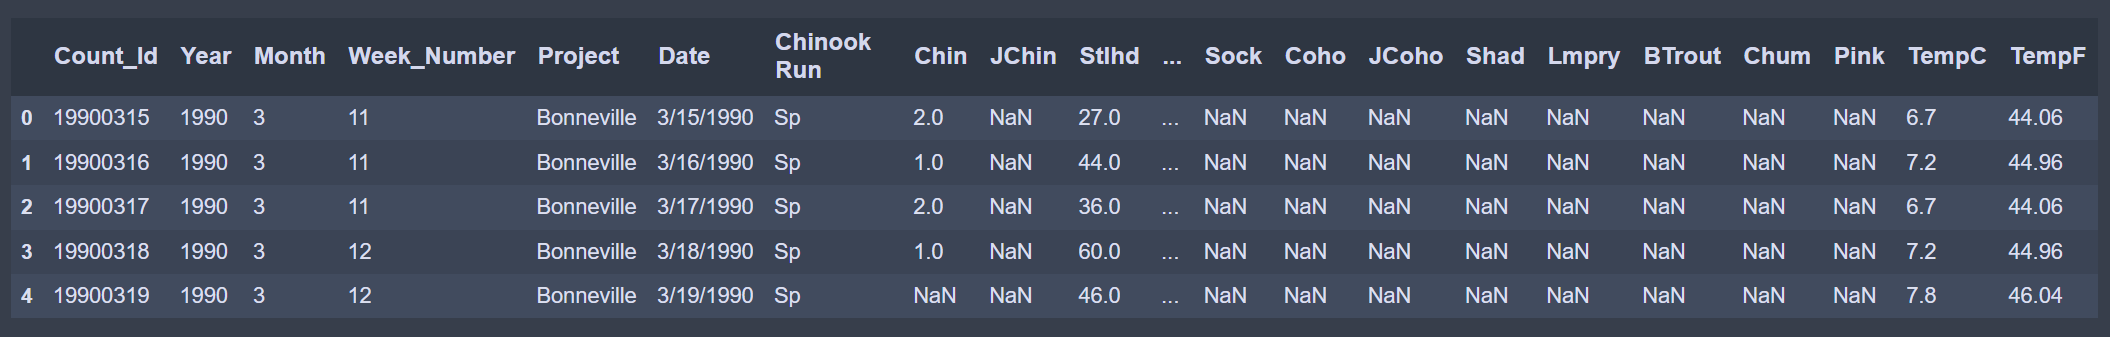 Count_Id Year Month Week_Number Project Date Chinook Run Chin JChin Stlhd ... Sock Coho JCoho Shad Lmpry BTrout Chum Pink TempC TempF
0 19900315 1990 3 11 Bonneville 3/15/1990 Sp 2.0 NaN 27.0 ... NaN NaN NaN NaN NaN NaN NaN NaN 6.7 44.06
1 19900316 1990 3 11 Bonneville 3/16/1990 Sp 1.0 NaN 44.0 ... NaN NaN NaN NaN NaN NaN NaN NaN 7.2 44.96
2 19900317 1990 3 11 Bonneville 3/17/1990 Sp 2.0 NaN 36.0 ... NaN NaN NaN NaN NaN NaN NaN NaN 6.7 44.06
3 19900318 1990 3 12 Bonneville 3/18/1990 Sp 1.0 NaN 60.0 ... NaN NaN NaN NaN NaN NaN NaN NaN 7.2 44.96
4 19900319 1990 3 12 Bonneville 3/19/1990 Sp NaN NaN 46.0 ... NaN NaN NaN NaN NaN NaN NaN NaN 7.8 46.04